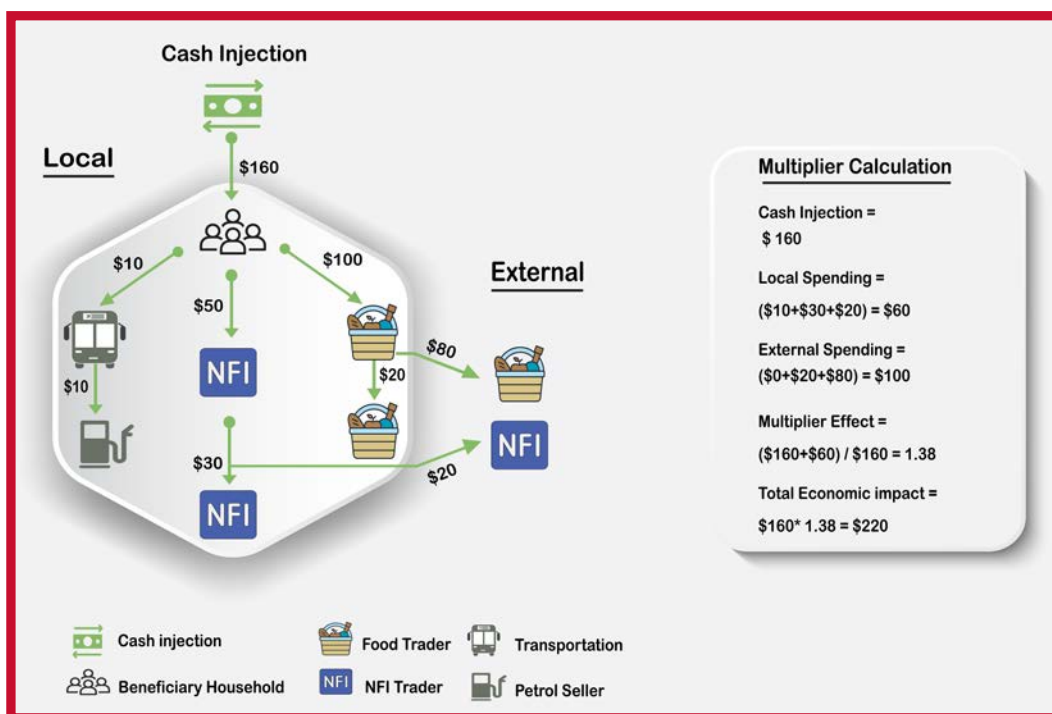 Cash Injection
Local
$160
$10
$50
$100
External
NFI
$10
$20
$80
NFI
$30
$20
NFI
Multiplier Calculation
Cash Injection =
$ 160
Local Spending =
($10+$30+$20) = $60
External Spending =
($0+$20+$80) = $100
Multiplier Effect =
($160+$60) / $160 = 1.38
Total Economic impact =
$160* 1.38 = $220
Cash injection
Food Trader
Transportation
Beneficiary Household
NFI
NFI Trader
Petrol Seller